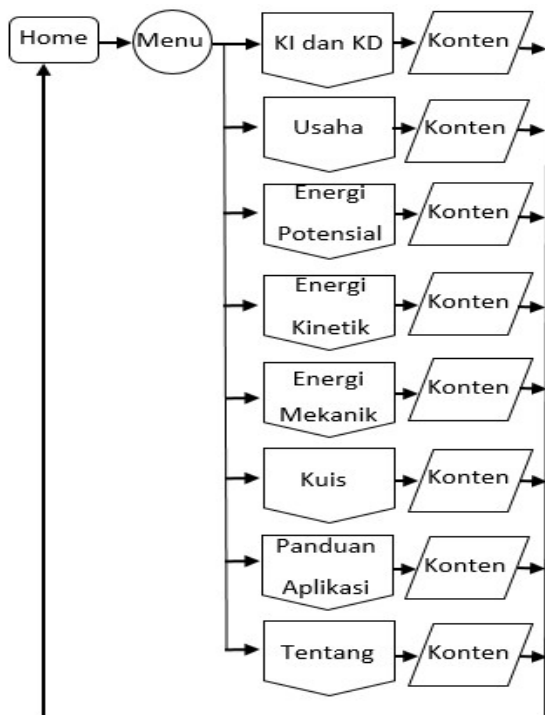 Home
Menu
KI dan KD
Konten
Usaha
Konten
Energi
Potensial
Konten
Energi
Kinetik
Konten
Energi
Mekanik
Konten
Kuis
Konten
Panduan
Aplikasi
Konten
Tentang
Konten